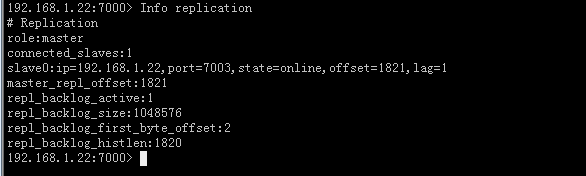 192.168.1.22:7000> Info replication
# Replication
role:master
connected_slaves:1
slave0:ip=192.168.1.22,port=7003,state=online,offset=1821,lag=1
master_repl_offset:1821
repl_backlog_active:1
repl_backlog_size:1048576
repl_backlog_first_byte_offset:2
repl_backlog_histlen:1820
192.168.1.22:7000>